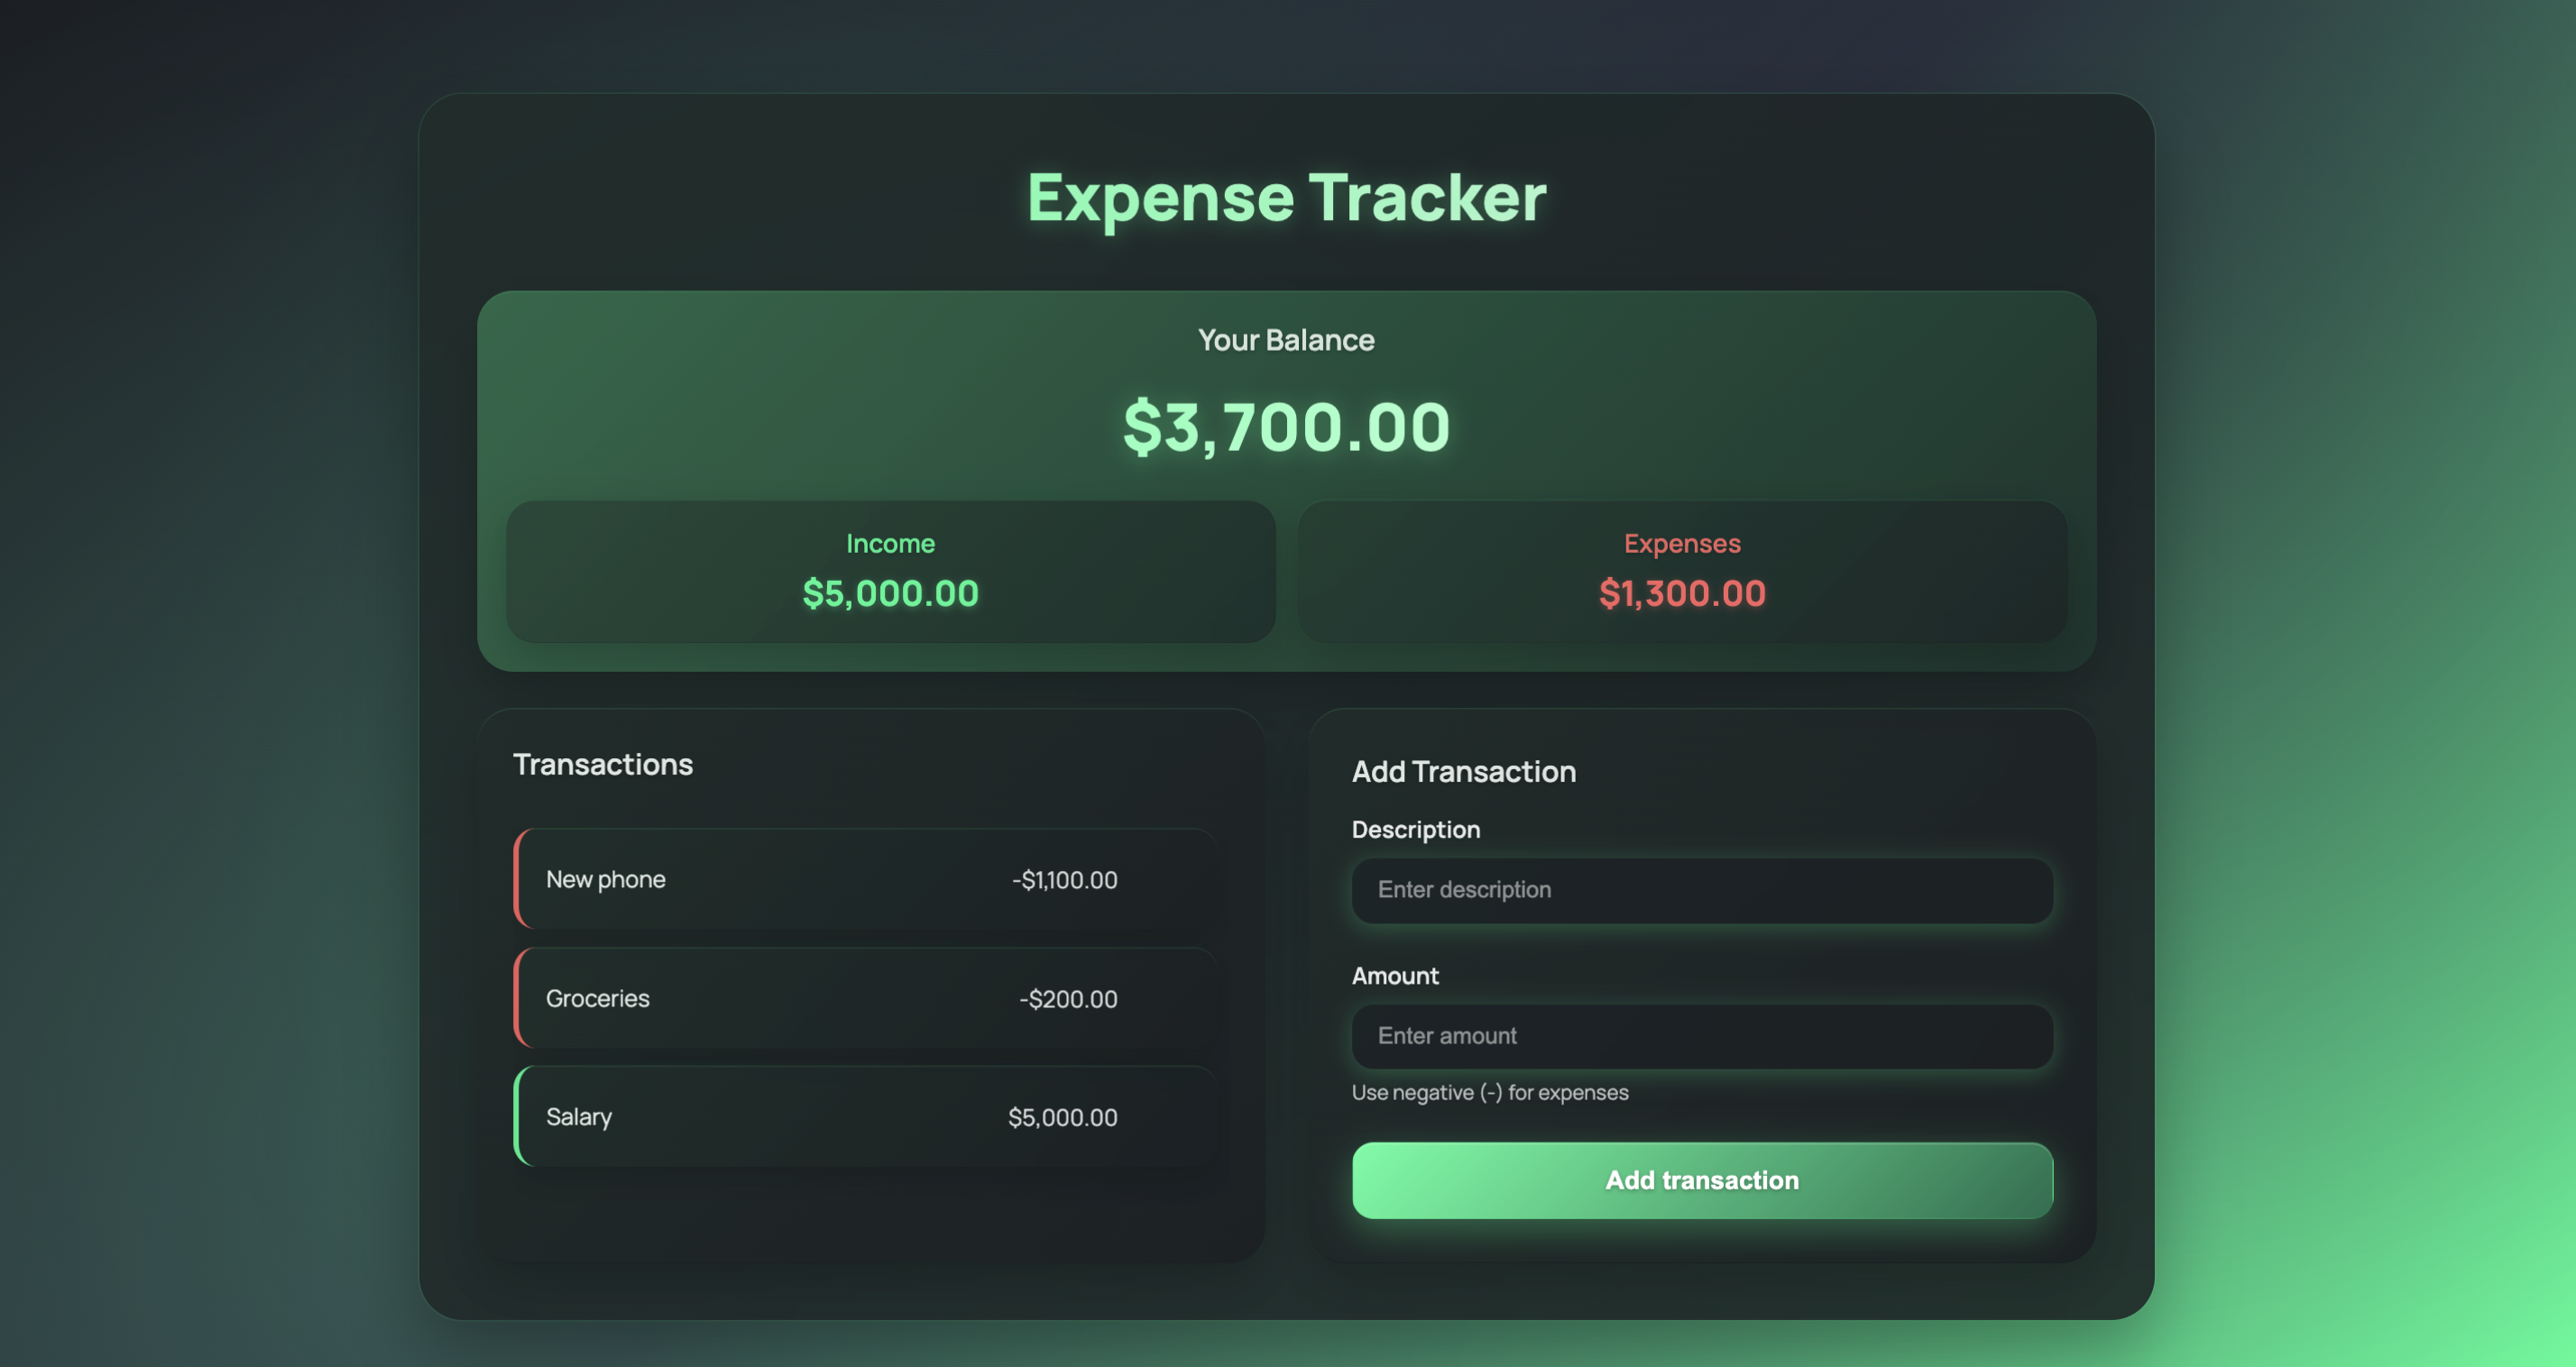 Expense Tracker
Your Balance
$3,700.00
Income
$5,000.00
Expenses
$1,300.00
Transactions
New phone -$1,100.00
Groceries -$200.00
Salary $5,000.00
Add Transaction
Description
Enter description
Amount
Enter amount
Use negative (-) for expenses
Add transaction